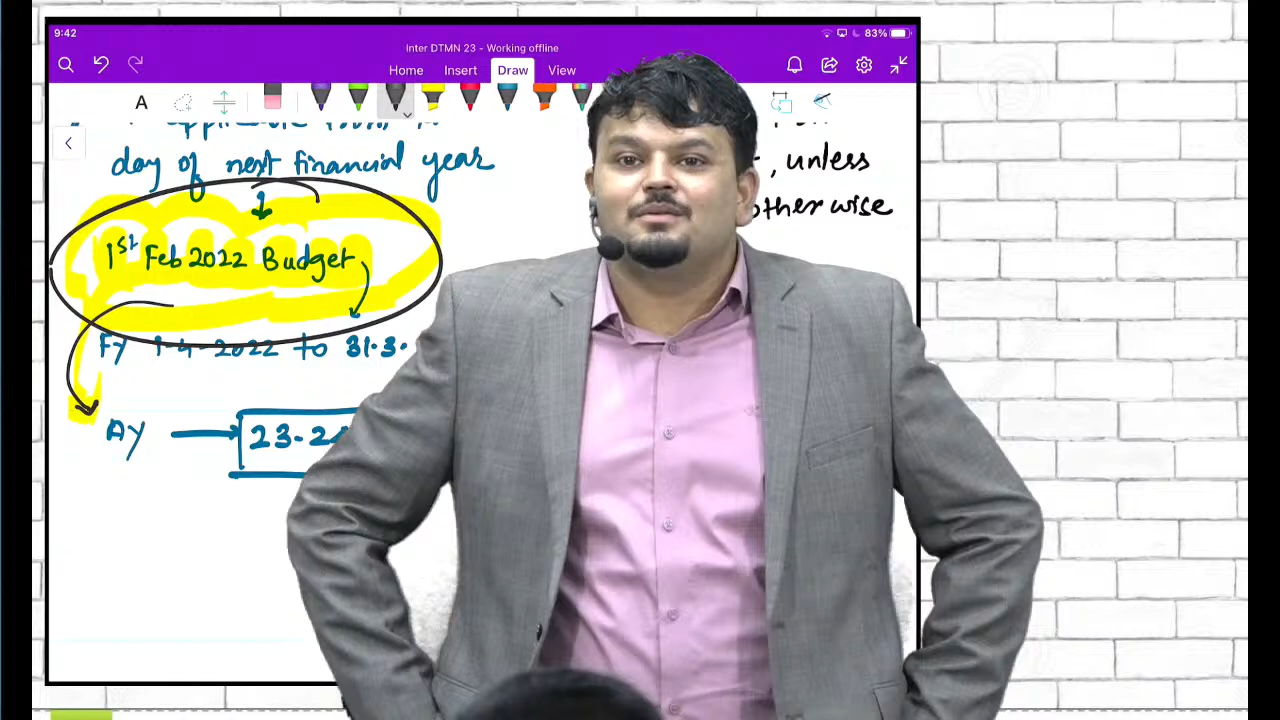 9:42
83%
Inter DTMN 23 - Working offline
Home Insert Draw View
A
day of next financial year
, unless
otherwise
1st Feb 2022 Budget
Fy 1-4-2022 to 31.3.
Ay → 23-24